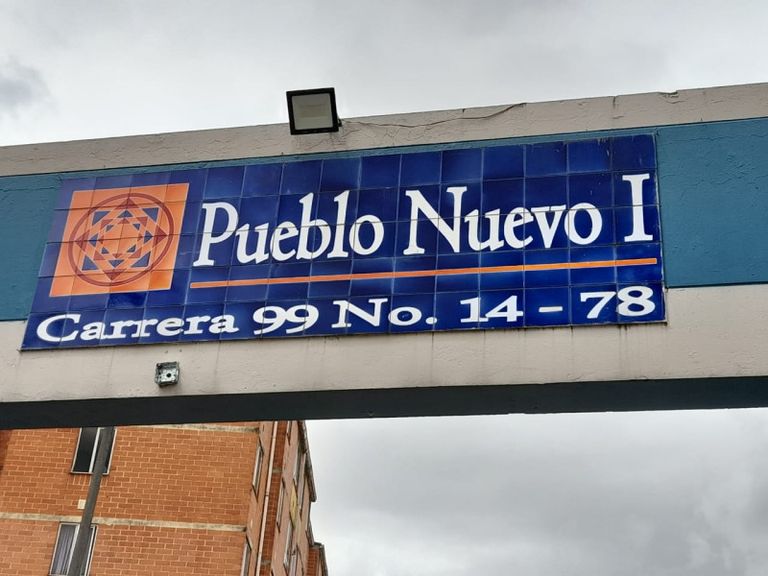 Pueblo Nuevo I
Carrera 99 No. 14 - 78